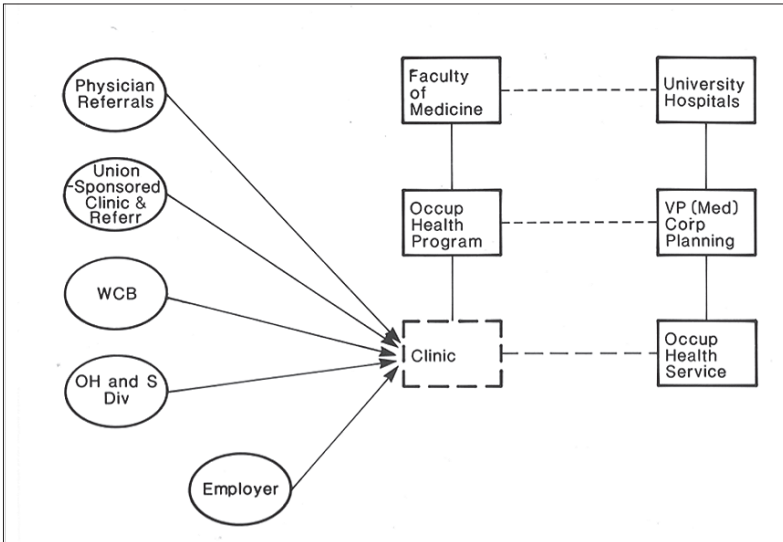 Physician
Referrals
Union
-Sponsored
Clinic &
Referr
WCB
OH and S
Div
Employer
Faculty
of
Medicine
University
Hospitals
Occup
Health
Program
VP (Med)
Corp
Planning
Clinic
Occup
Health
Service